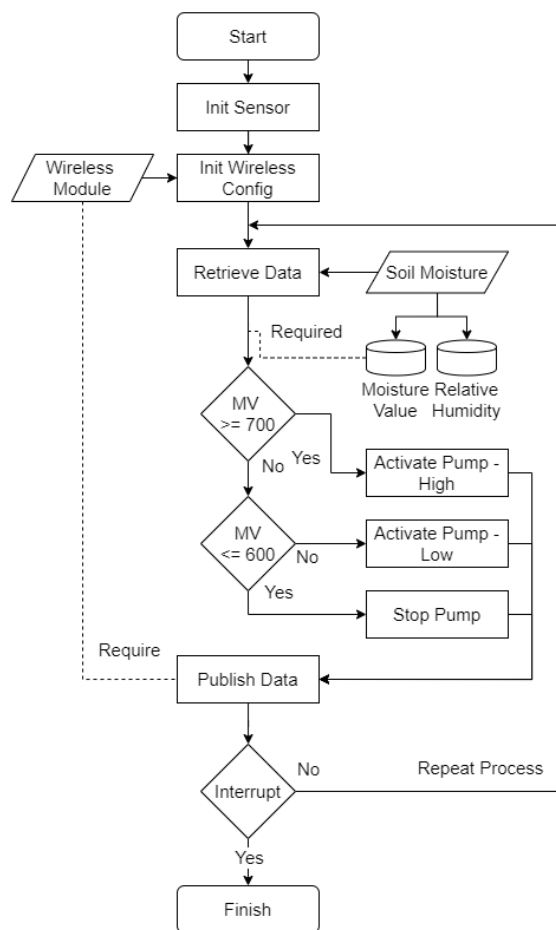 Start
Init Sensor
Wireless
Module
Init Wireless
Config
Retrieve Data
Soil Moisture
Required
Moisture
Value
Relative
Humidity
MV
>= 700
Yes
No
Activate Pump -
High
MV
<= 600
No
Activate Pump -
Low
Yes
Stop Pump
Require
Publish Data
No
Repeat Process
Interrupt
Yes
Finish